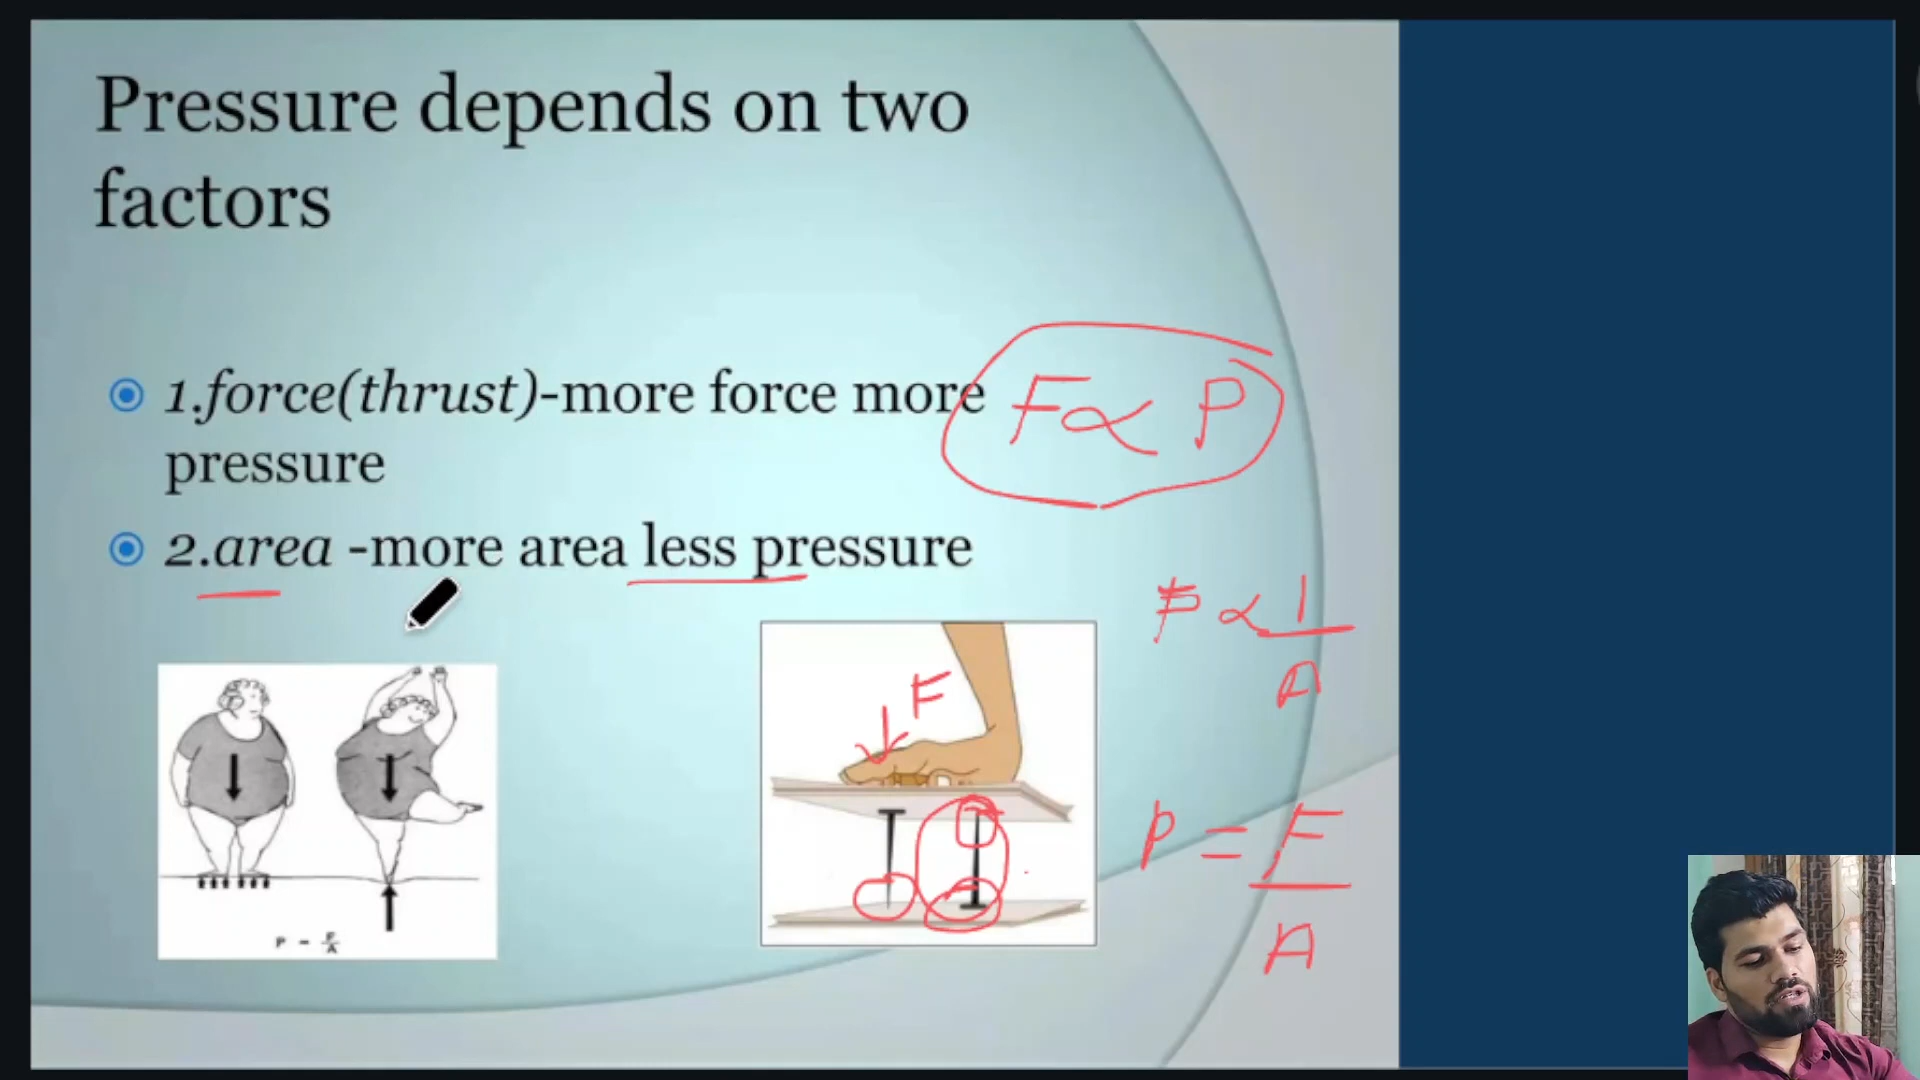 Pressure depends on two
factors
1.force(thrust)-more force more
pressure
F ∝ P
2.area -more area less pressure
P ∝ 1/A
F
P = F/A
P = F/A